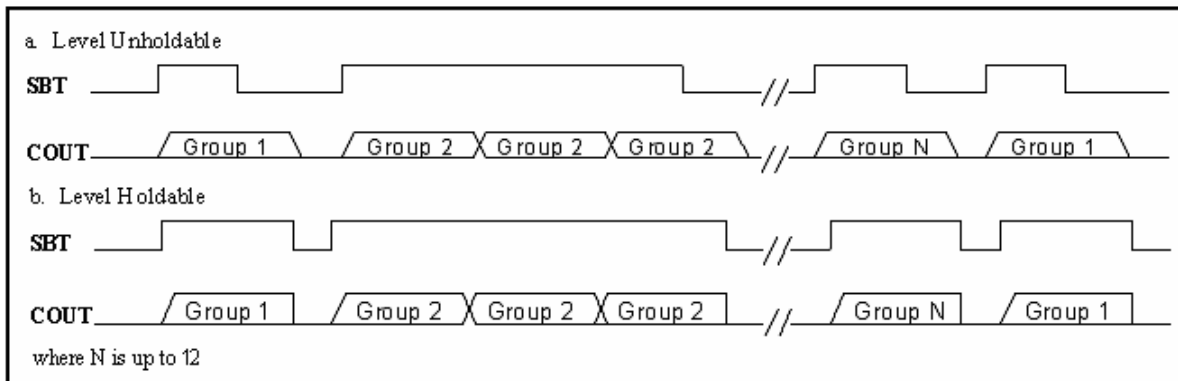 a. Level Unholdable
SBT
//
COUT Group 1 Group 2 Group 2 Group 2 // Group N Group 1
b. Level Holdable
SBT
//
COUT Group 1 Group 2 Group 2 Group 2 // Group N Group 1
where N is up to 12